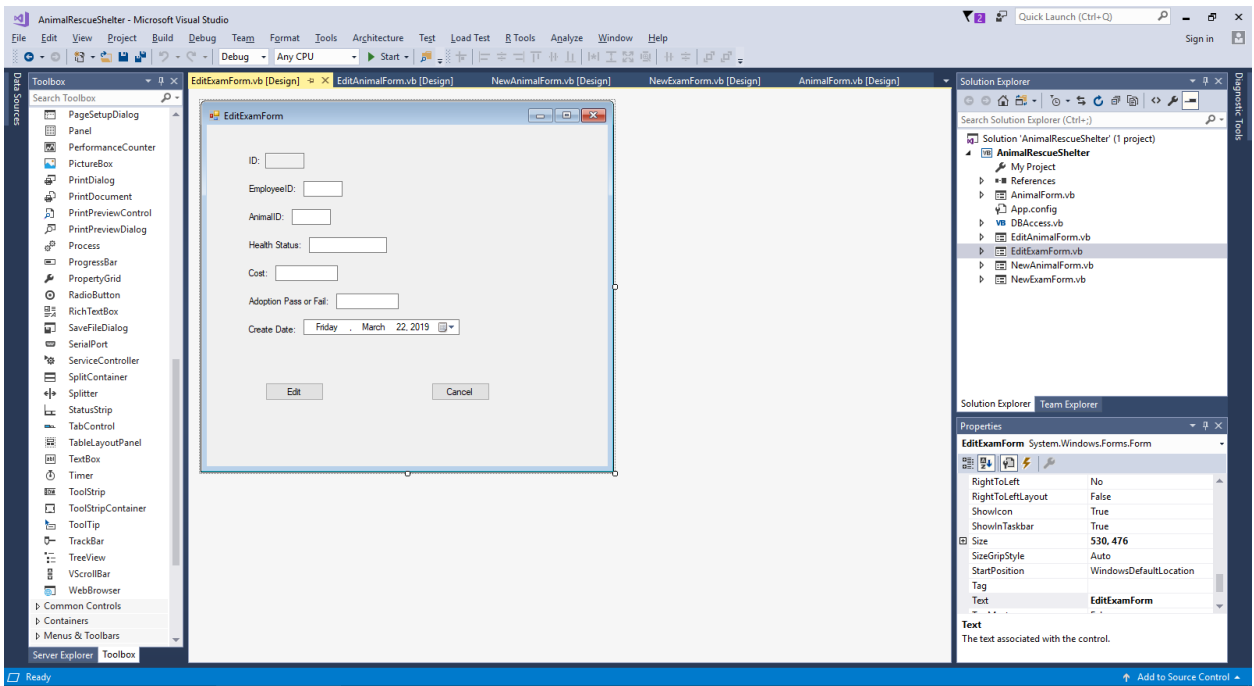 AnimalRescueShelter - Microsoft Visual Studio
2
Quick Launch (Ctrl+Q)
File Edit View Project Build Debug Team Format Tools Architecture Test Load Test R Tools Analyze Window Help
Sign in
Debug Any CPU Start
Data Sources
Toolbox
Search Toolbox
PageSetupDialog
Panel
PerformanceCounter
PictureBox
PrintDialog
PrintDocument
PrintPreviewControl
PrintPreviewDialog
Process
ProgressBar
PropertyGrid
RadioButton
RichTextBox
SaveFileDialog
SerialPort
ServiceController
SplitContainer
Splitter
StatusStrip
TabControl
TableLayoutPanel
TextBox
Timer
ToolStrip
ToolStripContainer
ToolTip
TrackBar
TreeView
VScrollBar
WebBrowser
Common Controls
Containers
Menus & Toolbars
Server Explorer Toolbox
EditExamForm.vb [Design] EditAnimalForm.vb [Design] NewAnimalForm.vb [Design] NewExamForm.vb [Design] AnimalForm.vb [Design]
EditExamForm
ID:
EmployeeID:
AnimalID:
Health Status:
Cost:
Adoption Pass or Fail:
Create Date: Friday , March 22, 2019
Edit Cancel
Solution Explorer
Search Solution Explorer (Ctrl+;)
Solution 'AnimalRescueShelter' (1 project)
VB AnimalRescueShelter
My Project
References
AnimalForm.vb
App.config
VB DBAccess.vb
EditAnimalForm.vb
EditExamForm.vb
NewAnimalForm.vb
NewExamForm.vb
Solution Explorer Team Explorer
Properties
EditExamForm System.Windows.Forms.Form
RightToLeft No
RightToLeftLayout False
ShowIcon True
ShowInTaskbar True
Size 530, 476
SizeGripStyle Auto
StartPosition WindowsDefaultLocation
Tag
Text EditExamForm
Text
The text associated with the control.
Diagnostic Tools
Ready
Add to Source Control